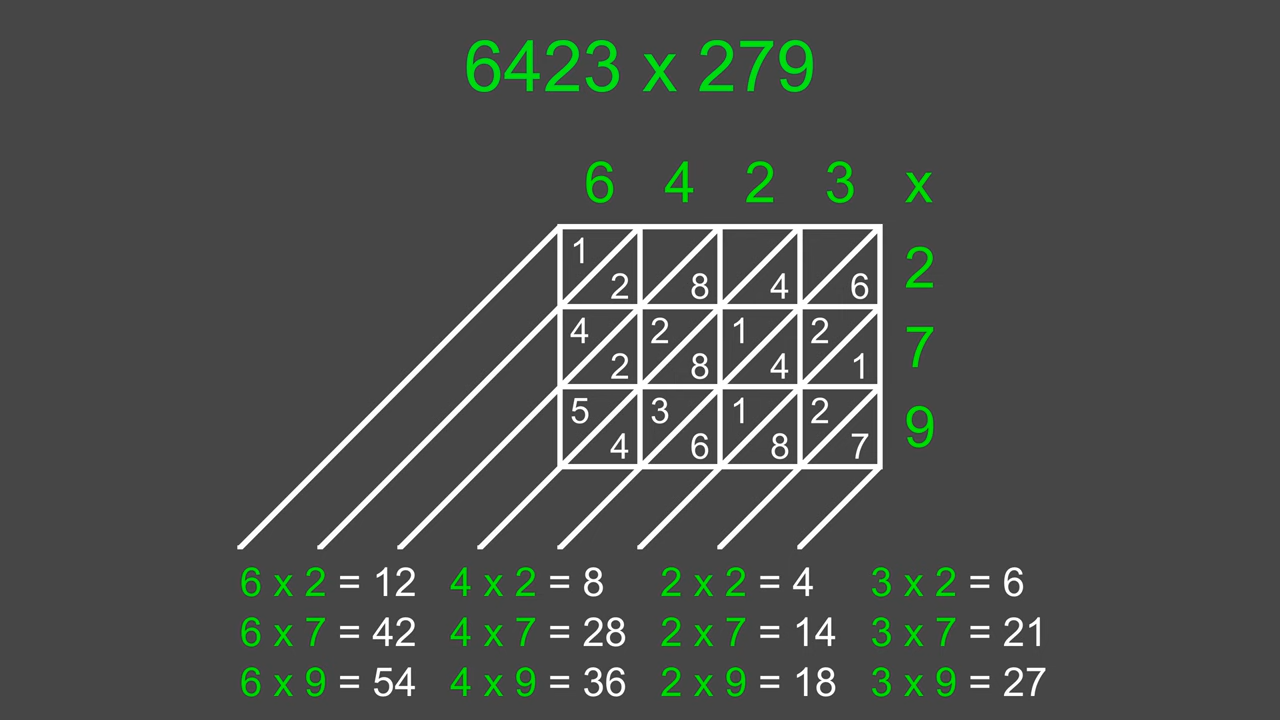 6423 x 279
6 4 2 3 x
1 2 8 4 6 2
4 2 2 8 1 4 2 1 7
5 4 3 6 1 8 2 7 9
6 x 2 = 12 4 x 2 = 8 2 x 2 = 4 3 x 2 = 6
6 x 7 = 42 4 x 7 = 28 2 x 7 = 14 3 x 7 = 21
6 x 9 = 54 4 x 9 = 36 2 x 9 = 18 3 x 9 = 27